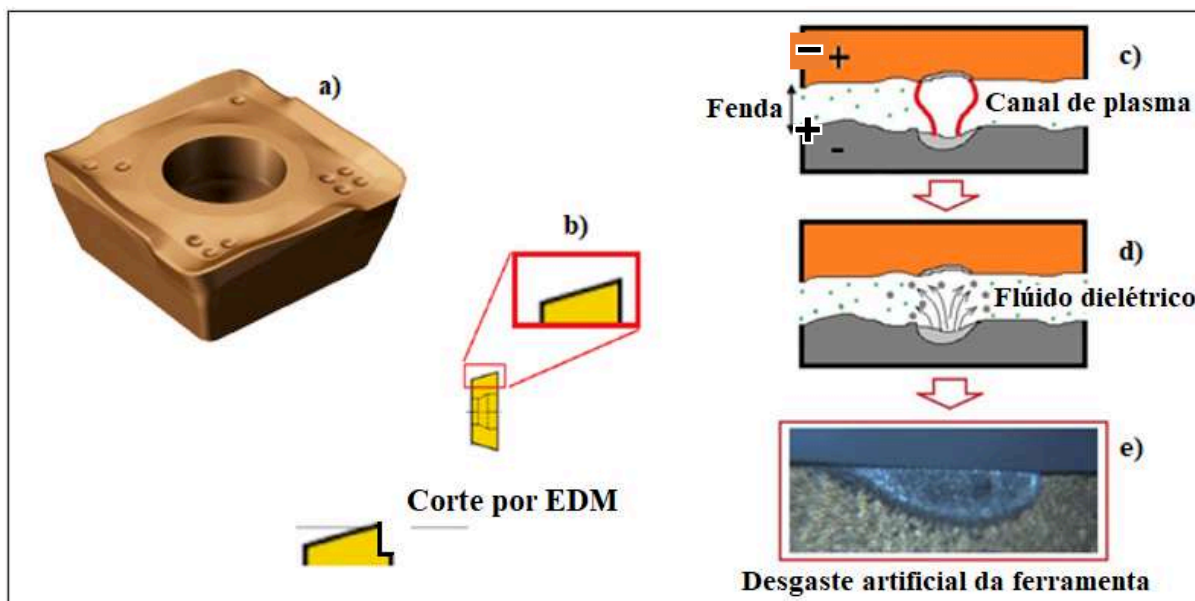 a)
b)
Corte por EDM
− +
c)
Fenda
Canal de plasma
+ -
d)
Flúido dielétrico
e)
Desgaste artificial da ferramenta